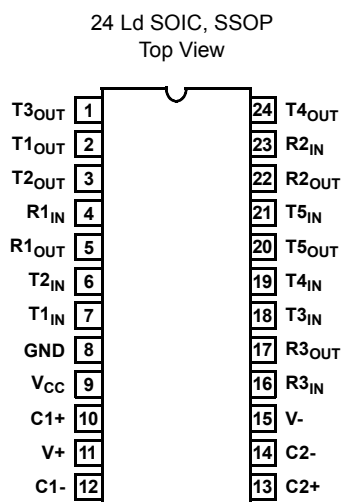 24 Ld SOIC, SSOP
Top View
T3OUT 1 24 T4OUT
T1OUT 2 23 R2IN
T2OUT 3 22 R2OUT
R1IN 4 21 T5IN
R1OUT 5 20 T5OUT
T2IN 6 19 T4IN
T1IN 7 18 T3IN
GND 8 17 R3OUT
VCC 9 16 R3IN
C1+ 10 15 V-
V+ 11 14 C2-
C1- 12 13 C2+